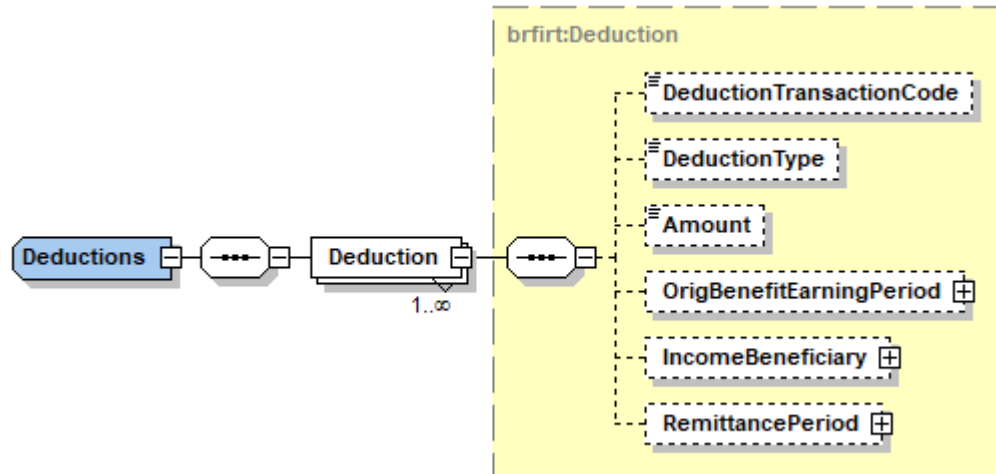 brfirt:Deduction
DeductionTransactionCode
DeductionType
Amount
Deductions
Deduction
1..∞
OrigBenefitEarningPeriod
IncomeBeneficiary
RemittancePeriod